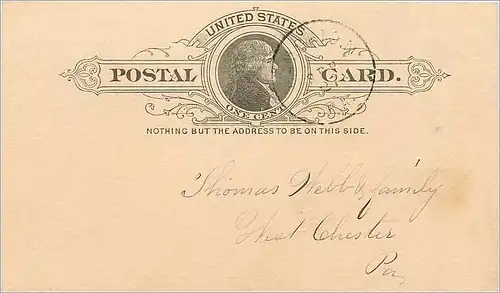 UNITED STATES
POSTAL CARD.
ONE CENT
NOTHING BUT THE ADDRESS TO BE ON THIS SIDE.
Thomas Webb & family
West Chester
Pa,